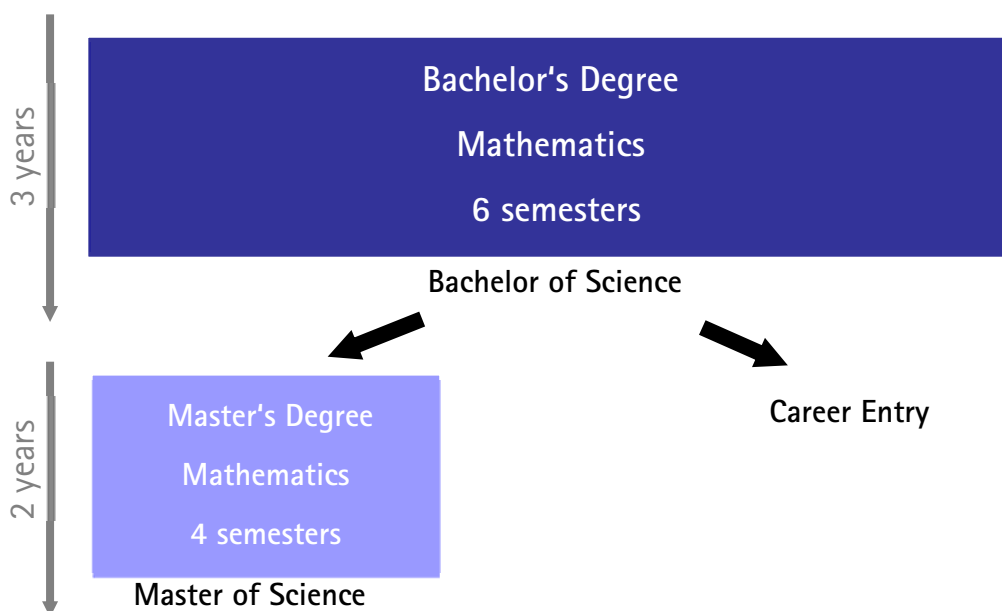 3 years
Bachelor‘s Degree
Mathematics
6 semesters
Bachelor of Science
2 years
Master‘s Degree
Mathematics
4 semesters
Master of Science
Career Entry